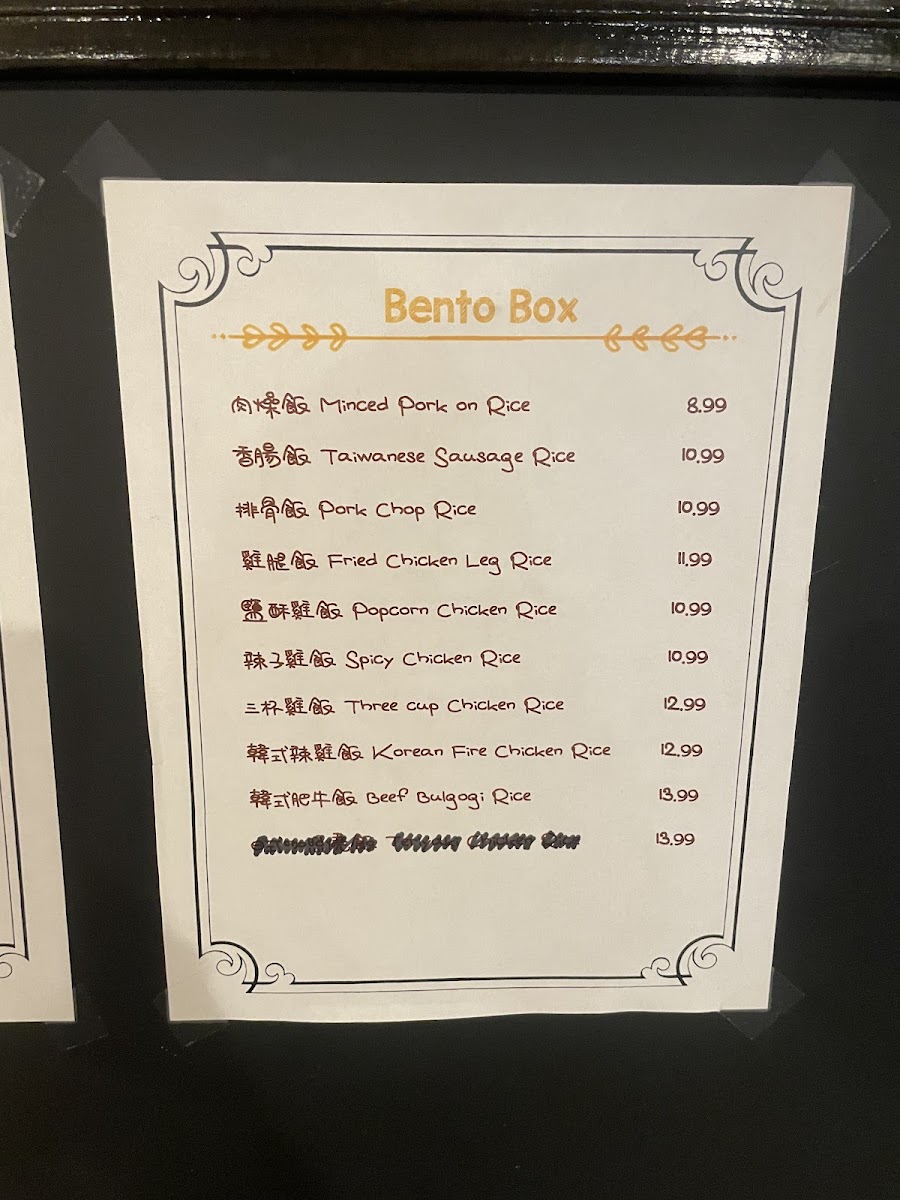 Bento Box
肉燥飯 Minced Pork on Rice 8.99
香腸飯 Taiwanese Sausage Rice 10.99
排骨飯 Pork Chop Rice 10.99
雞腿飯 Fried Chicken Leg Rice 11.99
鹽酥雞飯 Popcorn Chicken Rice 10.99
辣子雞飯 Spicy Chicken Rice 10.99
三杯雞飯 Three cup Chicken Rice 12.99
韓式辣雞飯 Korean Fire Chicken Rice 12.99
韓式肥牛飯 Beef Bulgogi Rice 13.99
13.99